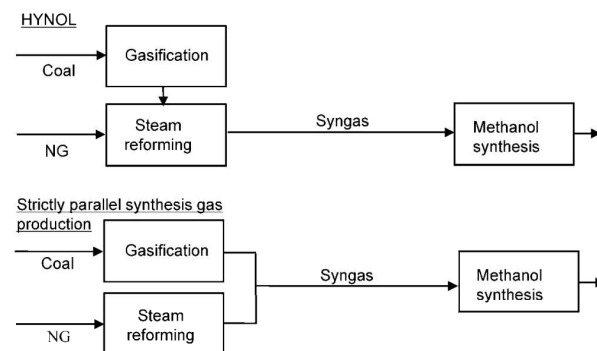 HYNOL
Gasification
Coal
Steam
reforming
NG
Syngas
Methanol
synthesis
Strictly parallel synthesis gas
production
Gasification
Coal
Syngas
Methanol
synthesis
Steam
reforming
NG